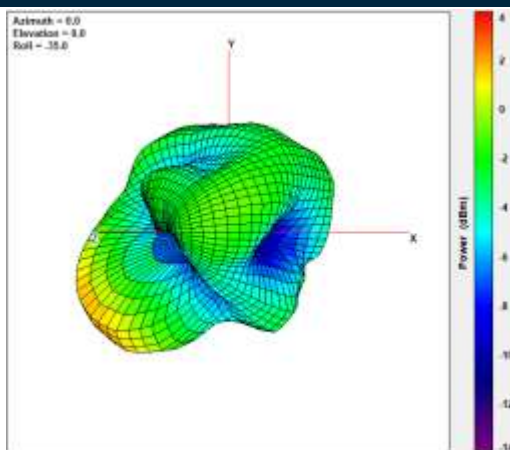 Azimuth = 0.0
Elevation = 0.0
Roll = -35.0
Y
X
Power (dBm)
4
2
0
-2
-4
-6
-8
-10
-12
-14